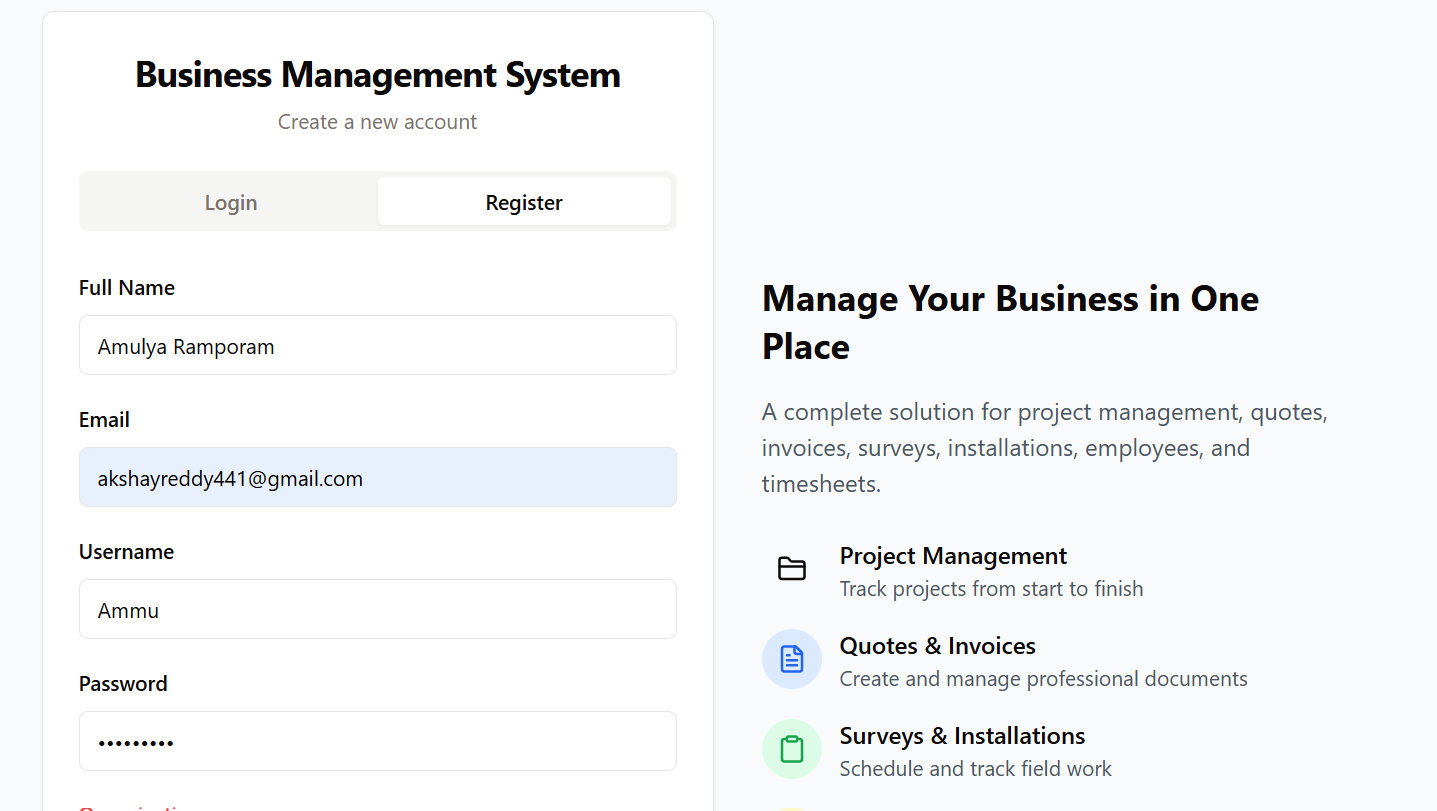 Business Management System
Create a new account
Login
Register
Full Name
Amulya Ramporam
Email
akshayreddy441@gmail.com
Username
Ammu
Password
•••••••••
Manage Your Business in One
Place
A complete solution for project management, quotes,
invoices, surveys, installations, employees, and
timesheets.
Project Management
Track projects from start to finish
Quotes & Invoices
Create and manage professional documents
Surveys & Installations
Schedule and track field work